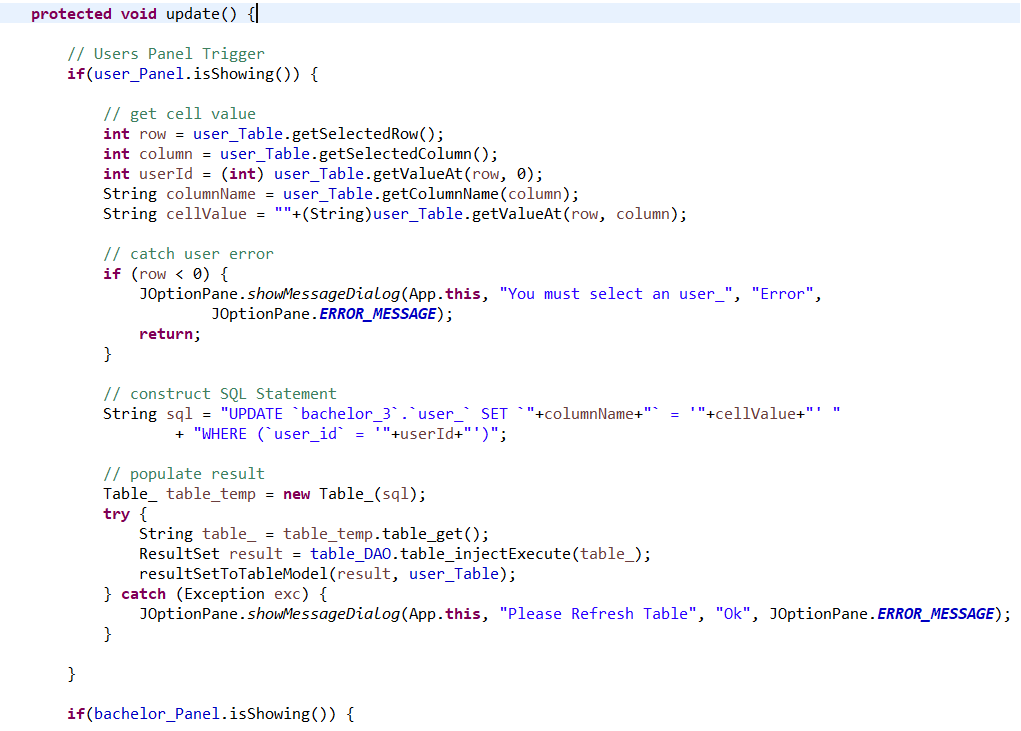 protected void update() {
// Users Panel Trigger
if(user_Panel.isShowing()) {
// get cell value
int row = user_Table.getSelectedRow();
int column = user_Table.getSelectedColumn();
int userId = (int) user_Table.getValueAt(row, 0);
String columnName = user_Table.getColumnName(column);
String cellValue = ""+(String)user_Table.getValueAt(row, column);
// catch user error
if (row < 0) {
JOptionPane.showMessageDialog(App.this, "You must select an user_", "Error",
JOptionPane.ERROR_MESSAGE);
return;
}
// construct SQL Statement
String sql = "UPDATE `bachelor_3`.`user_` SET `"+columnName+"` = '"+cellValue+"' "
+ "WHERE (`user_id` = '"+userId+"')";
// populate result
Table_ table_temp = new Table_(sql);
try {
String table_ = table_temp.table_get();
ResultSet result = table_DAO.table_injectExecute(table_);
resultSetToTableModel(result, user_Table);
} catch (Exception exc) {
JOptionPane.showMessageDialog(App.this, "Please Refresh Table", "Ok", JOptionPane.ERROR_MESSAGE);
}
}
if(bachelor_Panel.isShowing()) {